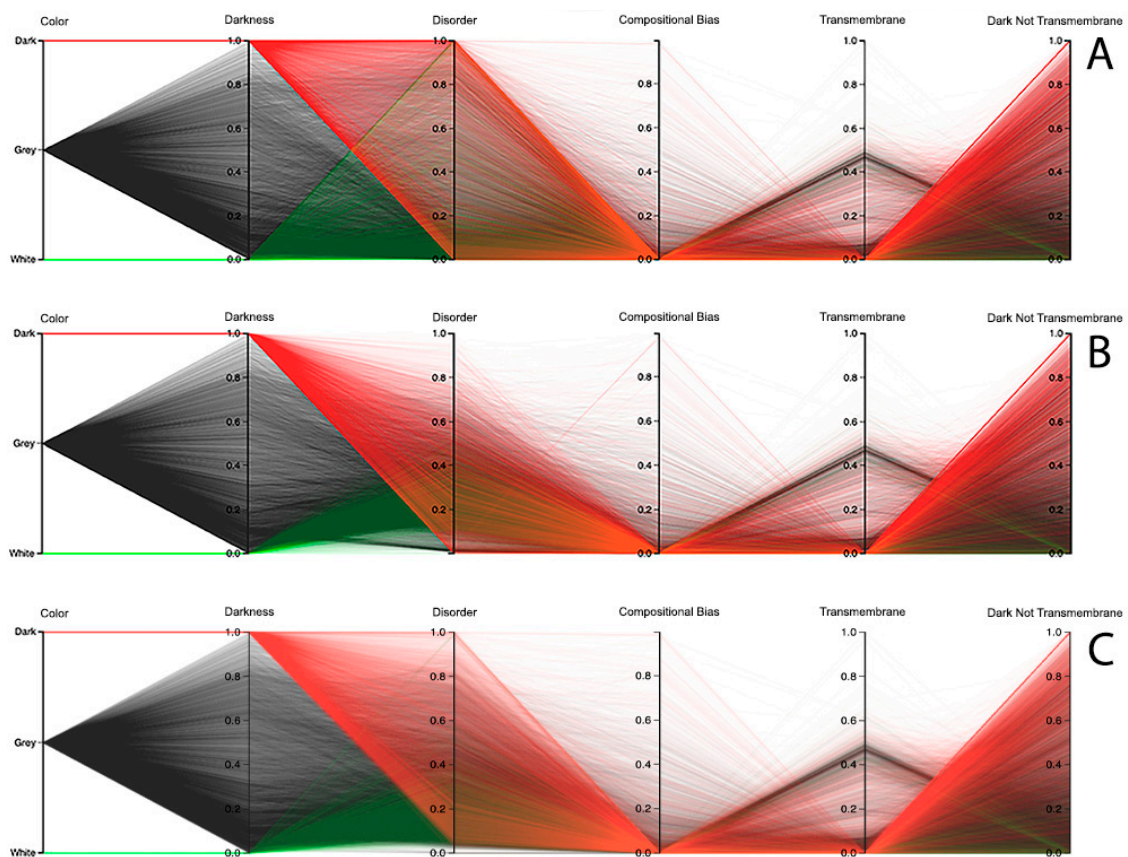 Color Darkness Disorder Compositional Bias Transmembrane Dark Not Transmembrane
Dark 1.0 1.0 1.0 1.0 A
0.8 0.8 0.8 0.8 0.8
0.6 0.6 0.6 0.6 0.6
Grey
0.4 0.4 0.4 0.4 0.4
0.2 0.2 0.2 0.2 0.2
White 0.0 0.0 0.0 0.0 0.0
Color Darkness Disorder Compositional Bias Transmembrane Dark Not Transmembrane
Dark 1.0 1.0 1.0 B
0.8 0.8 0.8 0.8 0.8
0.6 0.6 0.6 0.6 0.6
Grey
0.4 0.4 0.4 0.4 0.4
0.2 0.2 0.2 0.2 0.2
White 0.0 0.0 0.0 0.0
Color Darkness Disorder Compositional Bias Transmembrane Dark Not Transmembrane
Dark 1.0 1.0 1.0 1.0 C
0.8 0.8 0.8 0.8 0.8
0.6 0.6 0.6 0.6 0.6
Grey
0.4 0.4 0.4 0.4 0.4
0.2 0.2 0.2 0.2 0.2
White 0.0 0.0 0.0 0.0 0.0